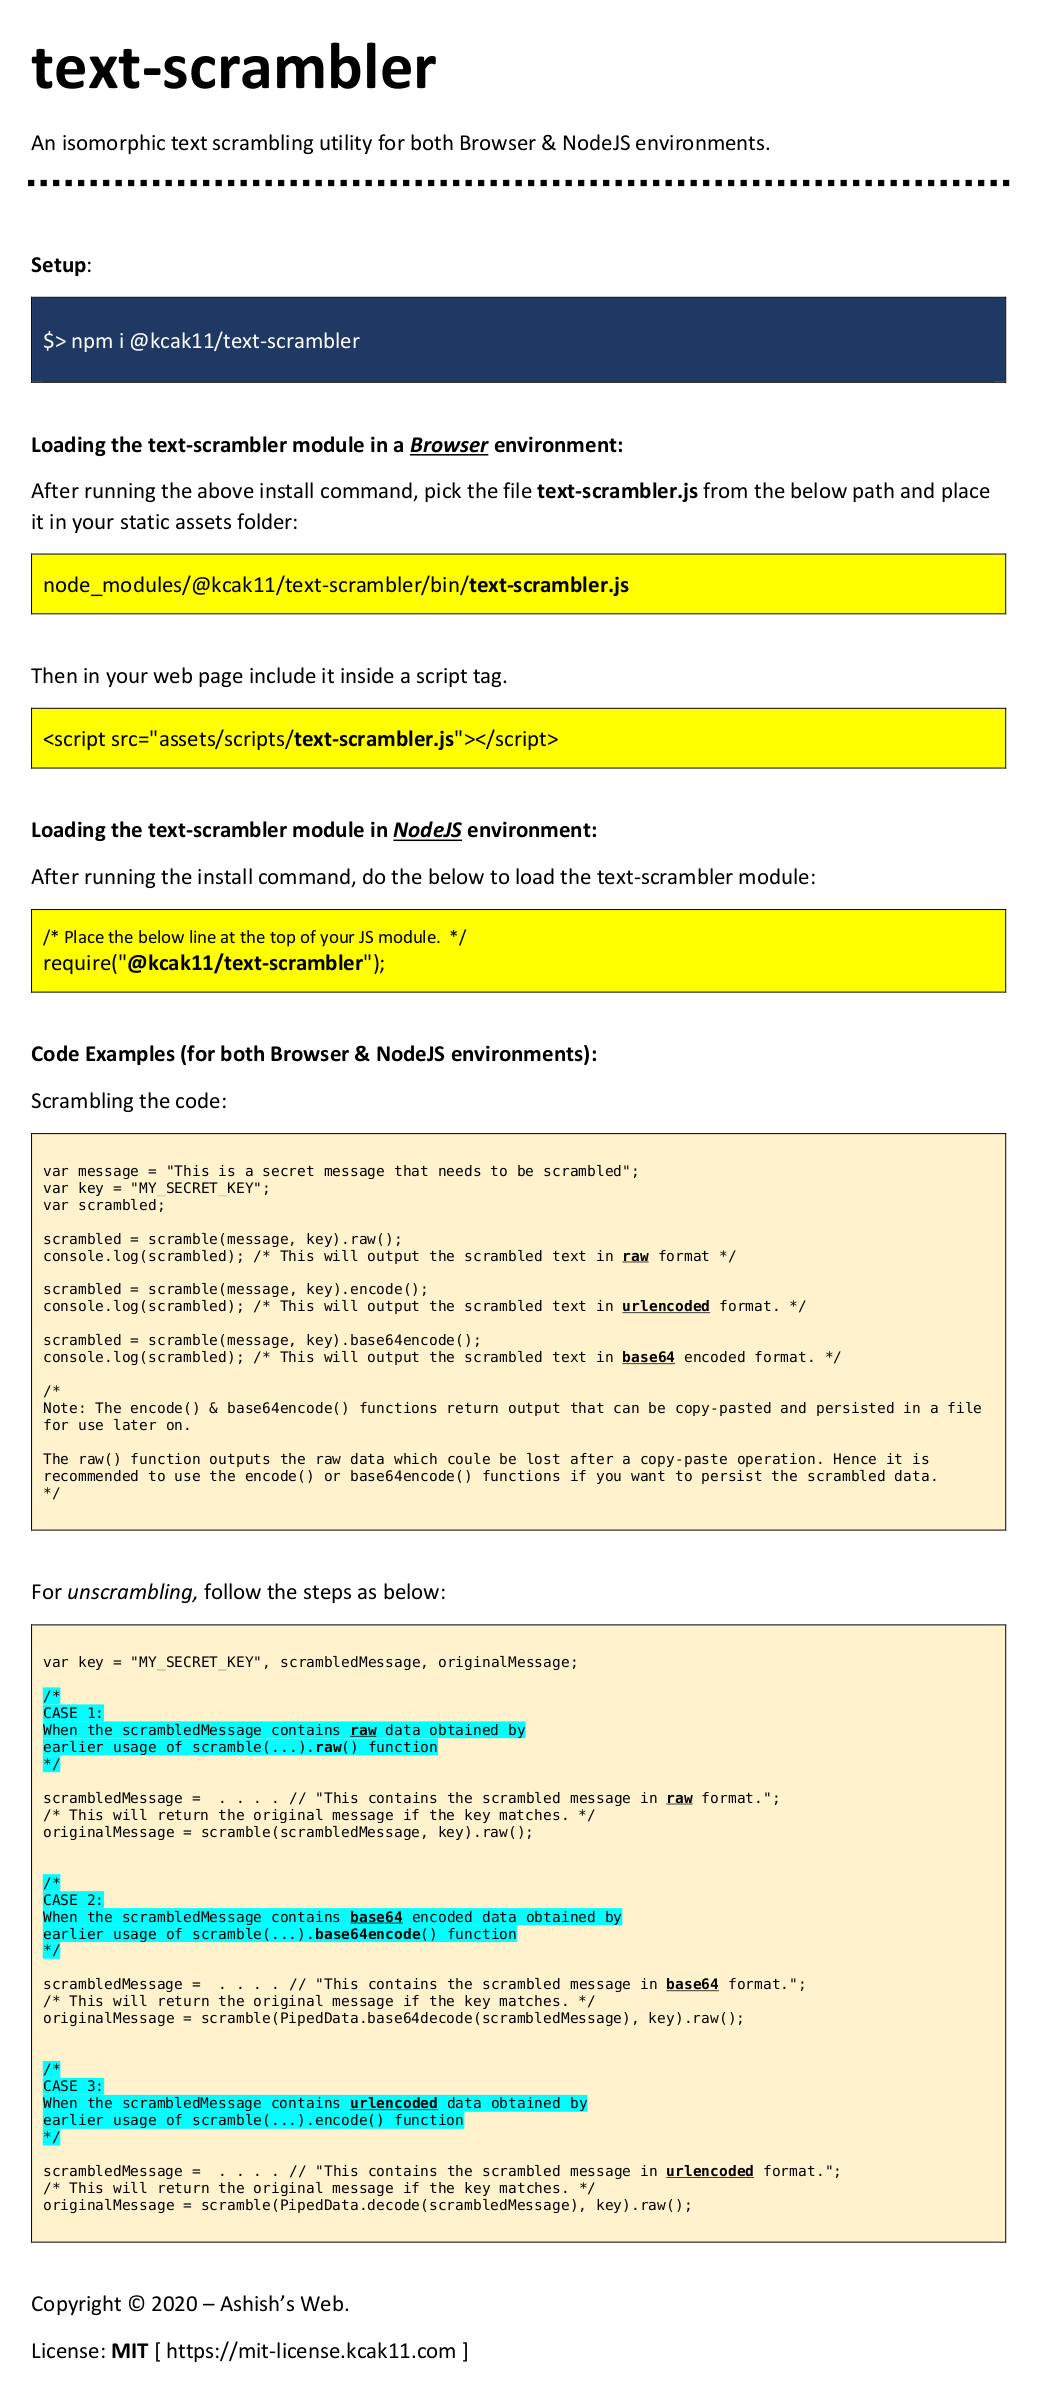 text-scrambler
An isomorphic text scrambling utility for both Browser & NodeJS environments.
Setup:
$> npm i @kcak11/text-scrambler
Loading the text-scrambler module in a Browser environment:
After running the above install command, pick the file text-scrambler.js from the below path and place
it in your static assets folder:
node_modules/@kcak11/text-scrambler/bin/text-scrambler.js
Then in your web page include it inside a script tag.
<script src="assets/scripts/text-scrambler.js"></script>
Loading the text-scrambler module in NodeJS environment:
After running the install command, do the below to load the text-scrambler module:
/* Place the below line at the top of your JS module.  */
require("@kcak11/text-scrambler");
Code Examples (for both Browser & NodeJS environments):
Scrambling the code:
var message = "This is a secret message that needs to be scrambled";
var key = "MY_SECRET_KEY";
var scrambled;
scrambled = scramble(message, key).raw();
console.log(scrambled); /* This will output the scrambled text in raw format */
scrambled = scramble(message, key).encode();
console.log(scrambled); /* This will output the scrambled text in urlencoded format. */
scrambled = scramble(message, key).base64encode();
console.log(scrambled); /* This will output the scrambled text in base64 encoded format. */
/*
Note: The encode() & base64encode() functions return output that can be copy-pasted and persisted in a file
for use later on.
The raw() function outputs the raw data which could be lost after a copy-paste operation. Hence it is
recommended to use the encode() or base64encode() functions if you want to persist the scrambled data.
*/
For unscrambling, follow the steps as below:
var key = "MY_SECRET_KEY", scrambledMessage, originalMessage;
/*
CASE 1:
When the scrambledMessage contains raw data obtained by
earlier usage of scramble(...).raw() function
*/
scrambledMessage =  . . . . // "This contains the scrambled message in raw format.";
/* This will return the original message if the key matches. */
originalMessage = scramble(scrambledMessage, key).raw();
/*
CASE 2:
When the scrambledMessage contains base64 encoded data obtained by
earlier usage of scramble(...).base64encode() function
*/
scrambledMessage =  . . . . // "This contains the scrambled message in base64 format.";
/* This will return the original message if the key matches. */
originalMessage = scramble(PipedData.base64decode(scrambledMessage), key).raw();
/*
CASE 3:
When the scrambledMessage contains urlencoded data obtained by
earlier usage of scramble(...).encode() function
*/
scrambledMessage =  . . . . // "This contains the scrambled message in urlencoded format.";
/* This will return the original message if the key matches. */
originalMessage = scramble(PipedData.decode(scrambledMessage), key).raw();
Copyright © 2020 – Ashish’s Web.
License: MIT [ https://mit-license.kcak11.com ]